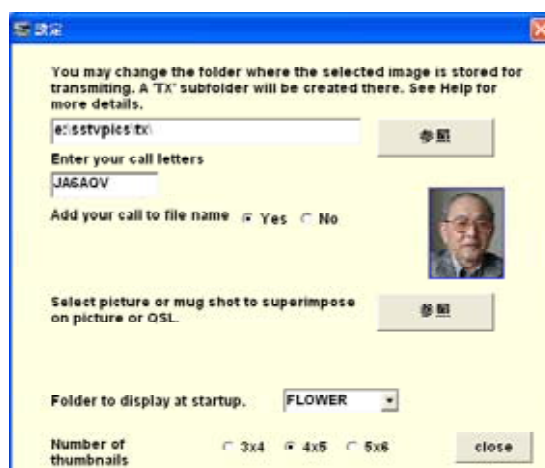 設定
You may change the folder where the selected image is stored for
transmiting. A 'TX' subfolder will be created there. See Help for
more details.
e:\sstvpics\tx\
参照
Enter your call letters
JA6AQV
Add your call to file name Yes No
Select picture or mug shot to superimpose
on picture or QSL.
参照
Folder to display at startup. FLOWER
Number of
thumbnails
3x4 4x5 5x6
close